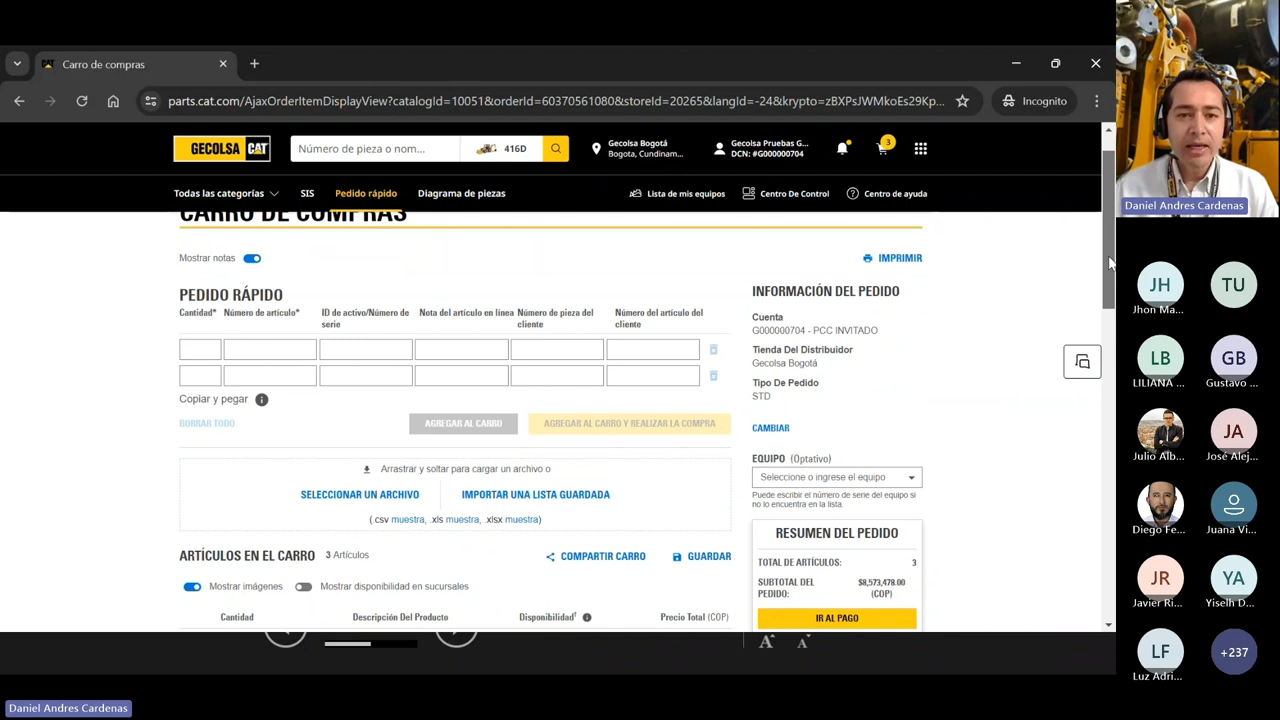 Carro de compras
parts.cat.com/AjaxOrderItemDisplayView?catalogId=10051&orderId=60370561080&storeId=20265&langId=-24&krypto=zBXPsJWMkoEs29Kp...
Incognito
GECOLSA CAT
Número de pieza o nom...
416D
Gecolsa Bogotá
Bogota, Cundinam...
Gecolsa Pruebas G...
DCN: #G000000704
3
Todas las categorías
SIS
Pedido rápido
Diagrama de piezas
Lista de mis equipos
Centro De Control
Centro de ayuda
CARRO DE COMPRAS
Mostrar notas
IMPRIMIR
PEDIDO RÁPIDO
Cantidad*
Número de artículo*
ID de activo/Número de serie
Nota del artículo en línea
Número de pieza del cliente
Número del artículo del cliente
Copiar y pegar
BORRAR TODO
AGREGAR AL CARRO
AGREGAR AL CARRO Y REALIZAR LA COMPRA
Arrastrar y soltar para cargar un archivo o
SELECCIONAR UN ARCHIVO
IMPORTAR UNA LISTA GUARDADA
(.csv muestra, .xls muestra, .xlsx muestra)
ARTÍCULOS EN EL CARRO 3 Artículos
COMPARTIR CARRO
GUARDAR
Mostrar imágenes
Mostrar disponibilidad en sucursales
Cantidad
Descripción Del Producto
Disponibilidad†
Precio Total (COP)
INFORMACIÓN DEL PEDIDO
Cuenta
G000000704 - PCC INVITADO
Tienda Del Distribuidor
Gecolsa Bogotá
Tipo De Pedido
STD
CAMBIAR
EQUIPO (Optativo)
Seleccione o ingrese el equipo
Puede escribir el número de serie del equipo si
no lo encuentra en la lista.
RESUMEN DEL PEDIDO
TOTAL DE ARTÍCULOS: 3
SUBTOTAL DEL PEDIDO: $8,573,478.00 (COP)
IR AL PAGO
A A
Daniel Andres Cardenas
Daniel Andres Cardenas
JH
Jhon Ma...
TU
LB
LILIANA ...
GB
Gustavo ...
Julio Alb...
JA
José Alej...
Diego Fe...
Juana Vi...
JR
Javier Ri...
YA
Yiselh D...
LF
Luz Adri...
+237